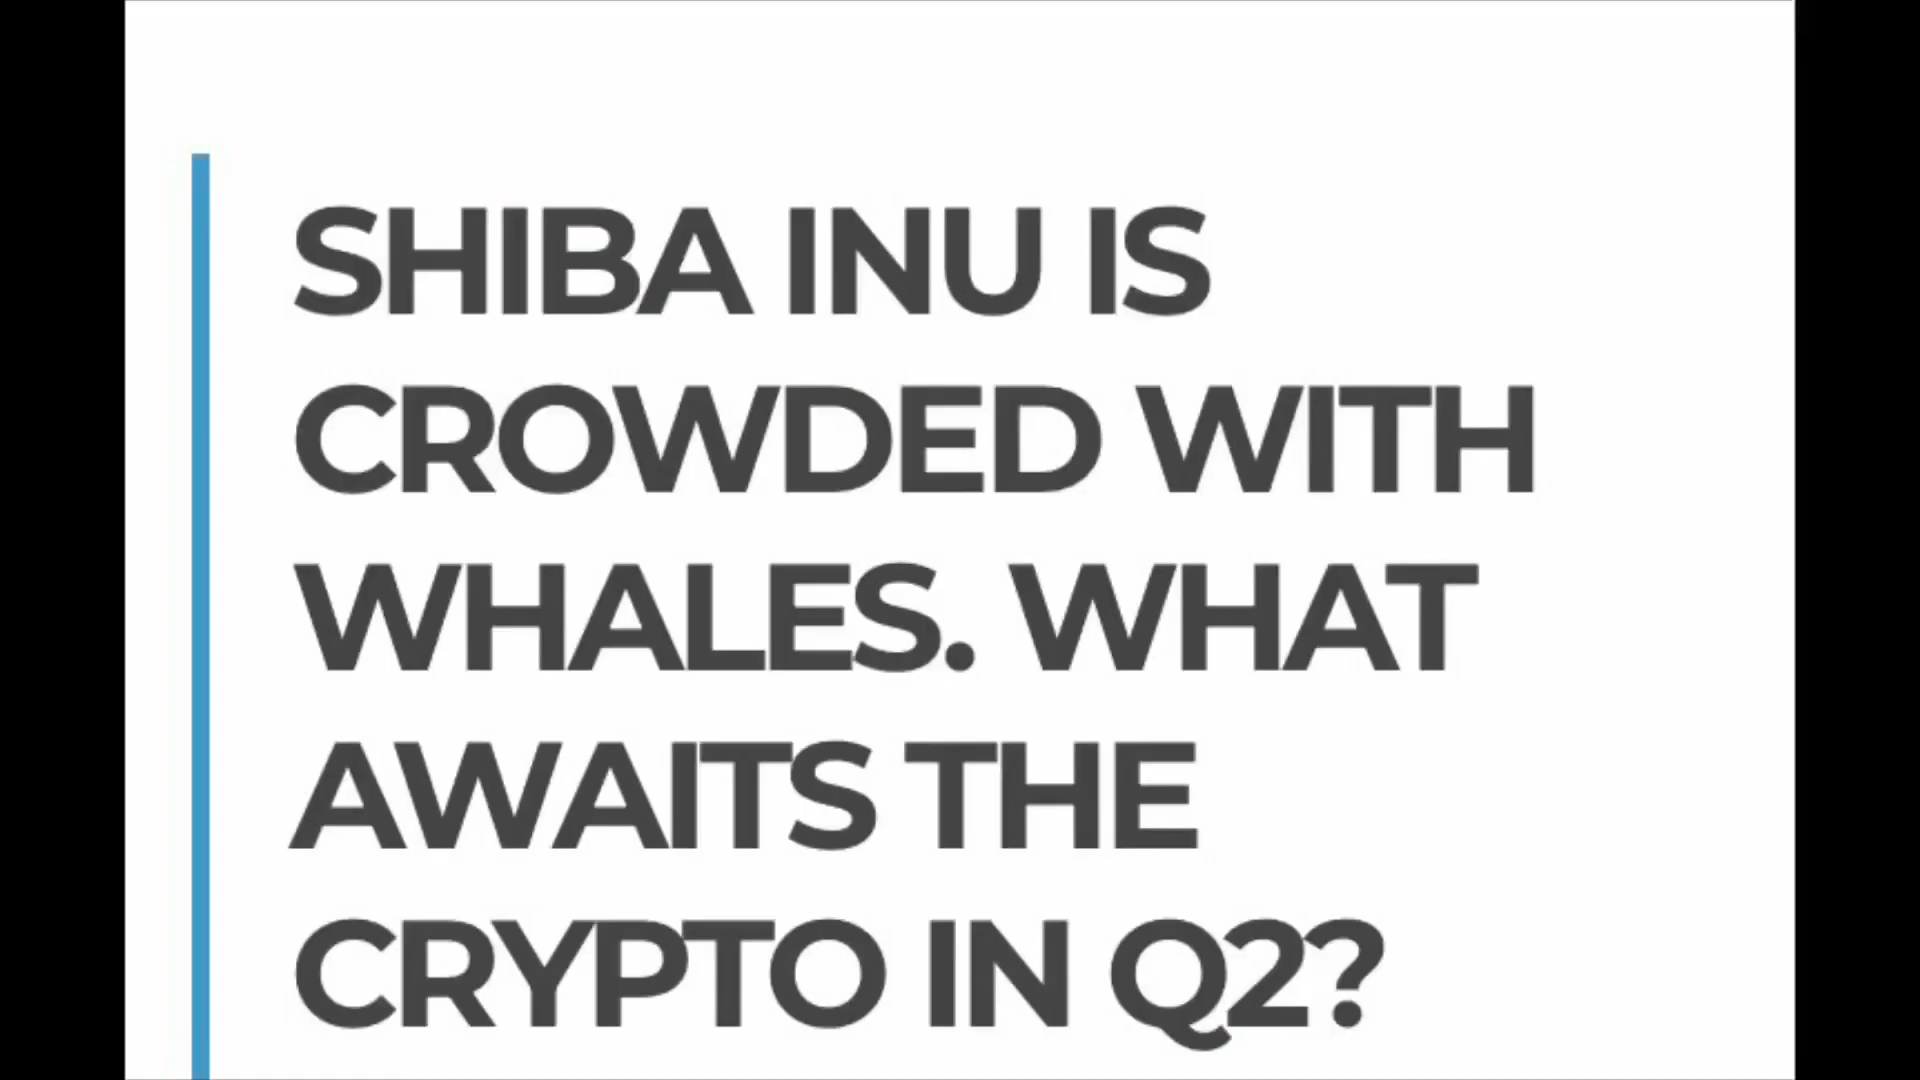 SHIBA INU IS
CROWDED WITH
WHALES. WHAT
AWAITS THE
CRYPTO IN Q2?